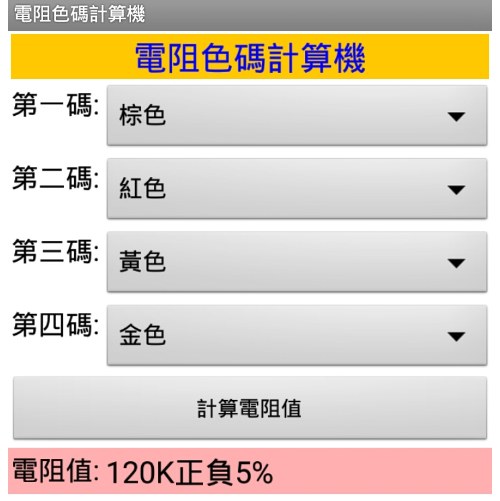 電阻色碼計算機
電阻色碼計算機
第一碼: 棕色
第二碼: 紅色
第三碼: 黃色
第四碼: 金色
計算電阻值
電阻值: 120K正負5%